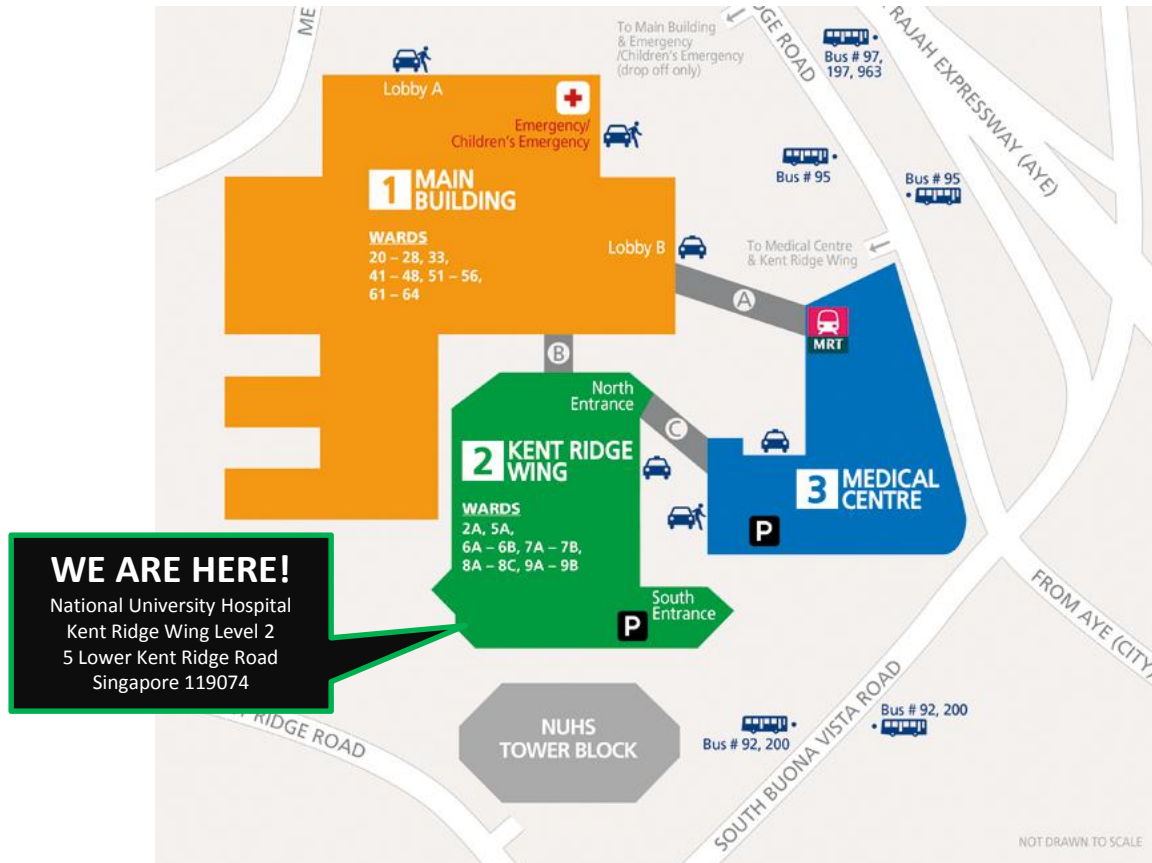 ME
To Main Building
& Emergency
/Children's Emergency
(drop off only)
GE ROAD
Bus # 97,
197, 963
RAJAH EXPRESSWAY (AYE)
Lobby A
Emergency/
Children's Emergency
Bus # 95
Bus # 95
1 MAIN
BUILDING
WARDS
20 – 28, 33,
41 – 48, 51 – 56,
61 – 64
Lobby B
To Medical Centre
& Kent Ridge Wing
A
MRT
B
North
Entrance
C
2 KENT RIDGE
WING
WARDS
2A, 5A,
6A – 6B, 7A – 7B,
8A – 8C, 9A – 9B
3 MEDICAL
CENTRE
P
WE ARE HERE!
National University Hospital
Kent Ridge Wing Level 2
5 Lower Kent Ridge Road
Singapore 119074
South
Entrance
P
FROM AYE (CITY)
RIDGE ROAD
NUHS
TOWER BLOCK
Bus # 92, 200
Bus # 92, 200
SOUTH BUONA VISTA ROAD
NOT DRAWN TO SCALE